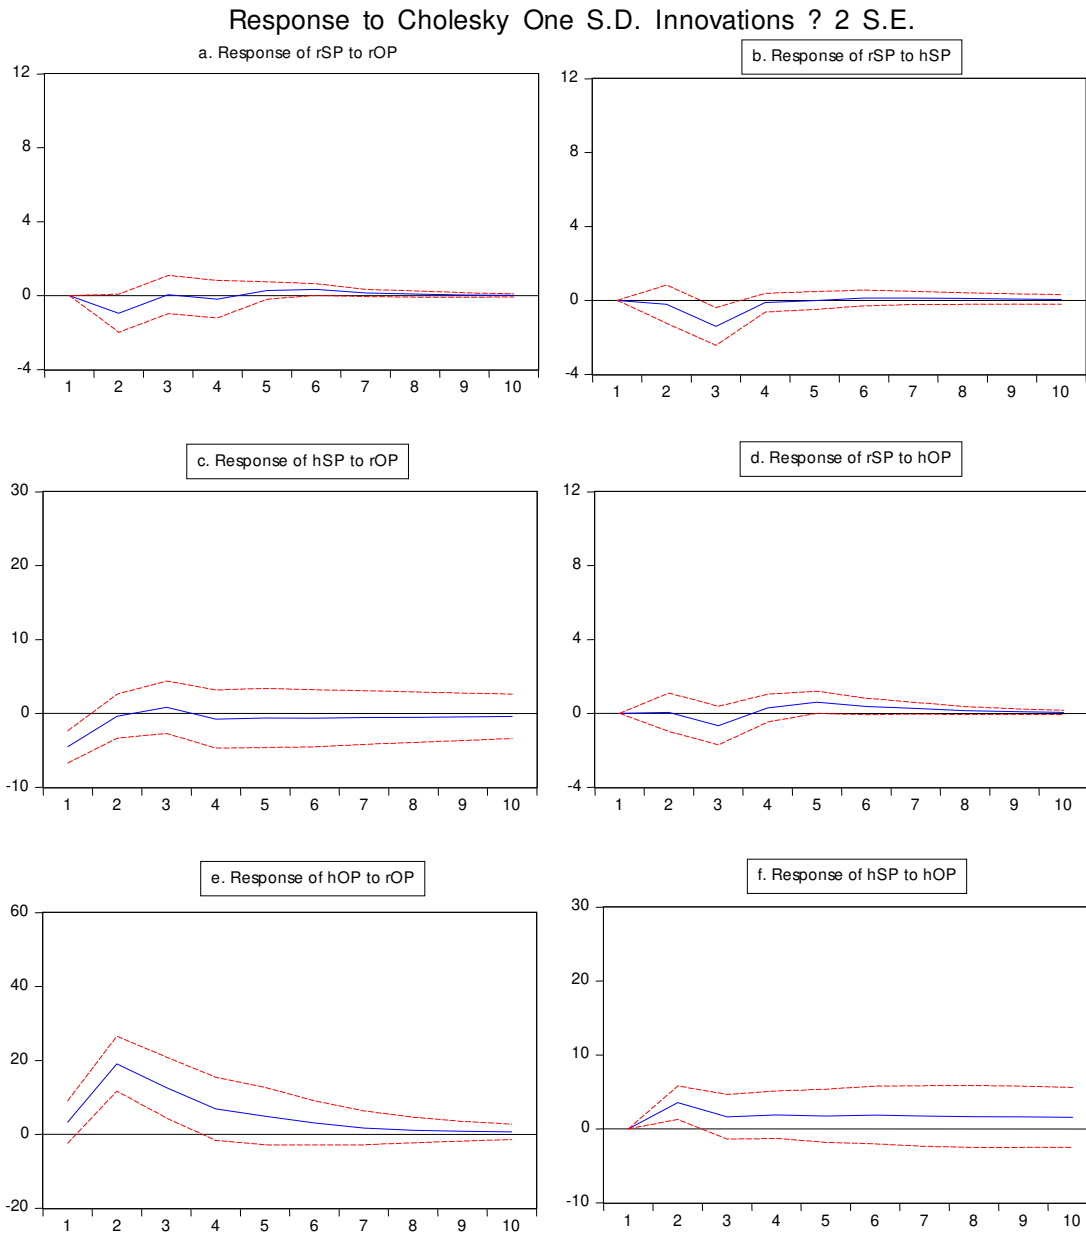 Response to Cholesky One S.D. Innovations ? 2 S.E.
a. Response of rSP to rOP
12
8
4
0
-4
1 2 3 4 5 6 7 8 9 10
b. Response of rSP to hSP
12
8
4
0
-4
1 2 3 4 5 6 7 8 9 10
c. Response of hSP to rOP
30
20
10
0
-10
1 2 3 4 5 6 7 8 9 10
d. Response of rSP to hOP
12
8
4
0
-4
1 2 3 4 5 6 7 8 9 10
e. Response of hOP to rOP
60
40
20
0
-20
1 2 3 4 5 6 7 8 9 10
f. Response of hSP to hOP
30
20
10
0
-10
1 2 3 4 5 6 7 8 9 10